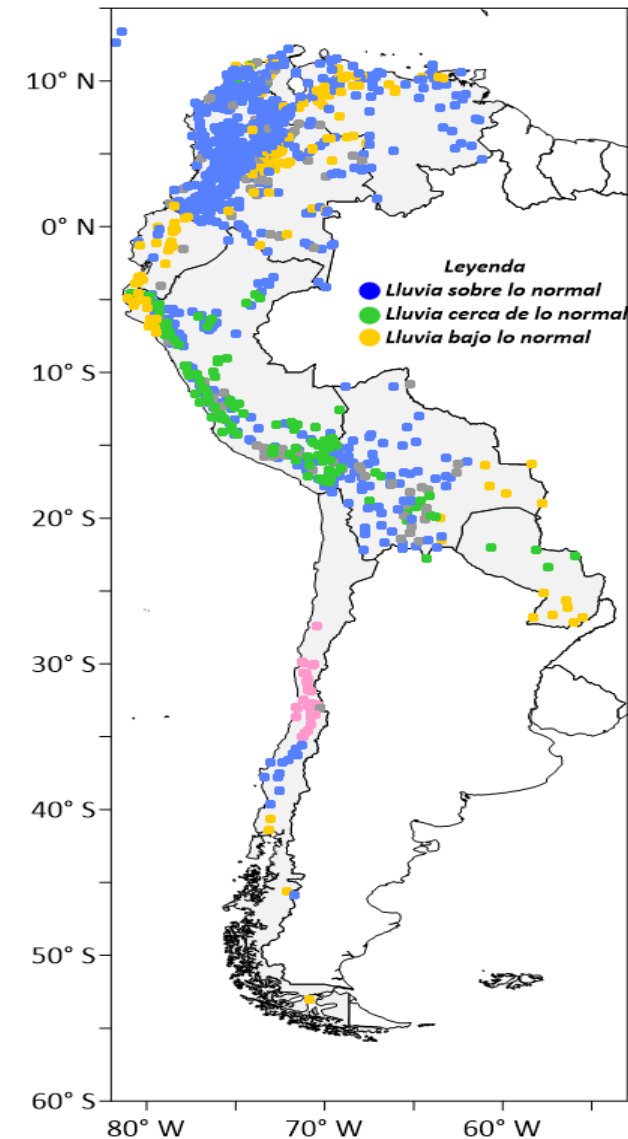 10° N
0° N
Leyenda
Lluvia sobre lo normal
Lluvia cerca de lo normal
Lluvia bajo lo normal
10° S
20° S
30° S
40° S
50° S
60° S
80° W
70° W
60° W